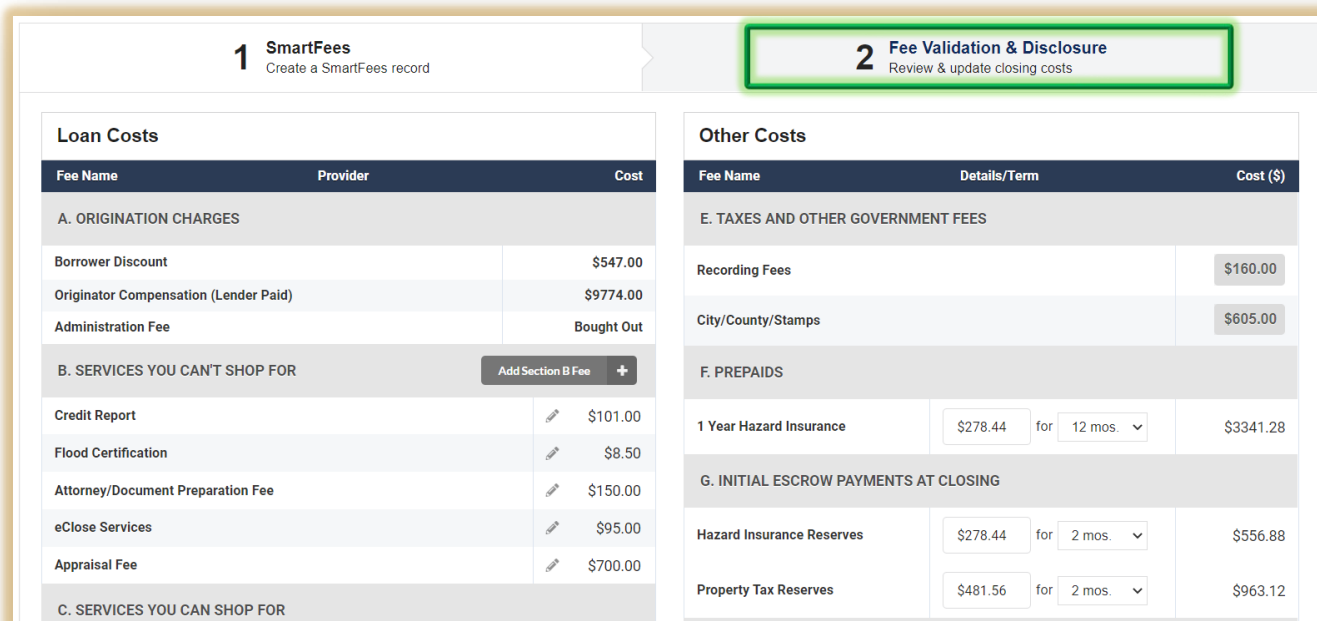 1 SmartFees
Create a SmartFees record
2 Fee Validation & Disclosure
Review & update closing costs
Loan Costs
Fee Name Provider Cost
A. ORIGINATION CHARGES
Borrower Discount $547.00
Originator Compensation (Lender Paid) $9774.00
Administration Fee Bought Out
B. SERVICES YOU CAN'T SHOP FOR Add Section B Fee +
Credit Report $101.00
Flood Certification $8.50
Attorney/Document Preparation Fee $150.00
eClose Services $95.00
Appraisal Fee $700.00
C. SERVICES YOU CAN SHOP FOR
Other Costs
Fee Name Details/Term Cost ($)
E. TAXES AND OTHER GOVERNMENT FEES
Recording Fees $160.00
City/County/Stamps $605.00
F. PREPAIDS
1 Year Hazard Insurance $278.44 for 12 mos. $3341.28
G. INITIAL ESCROW PAYMENTS AT CLOSING
Hazard Insurance Reserves $278.44 for 2 mos. $556.88
Property Tax Reserves $481.56 for 2 mos. $963.12